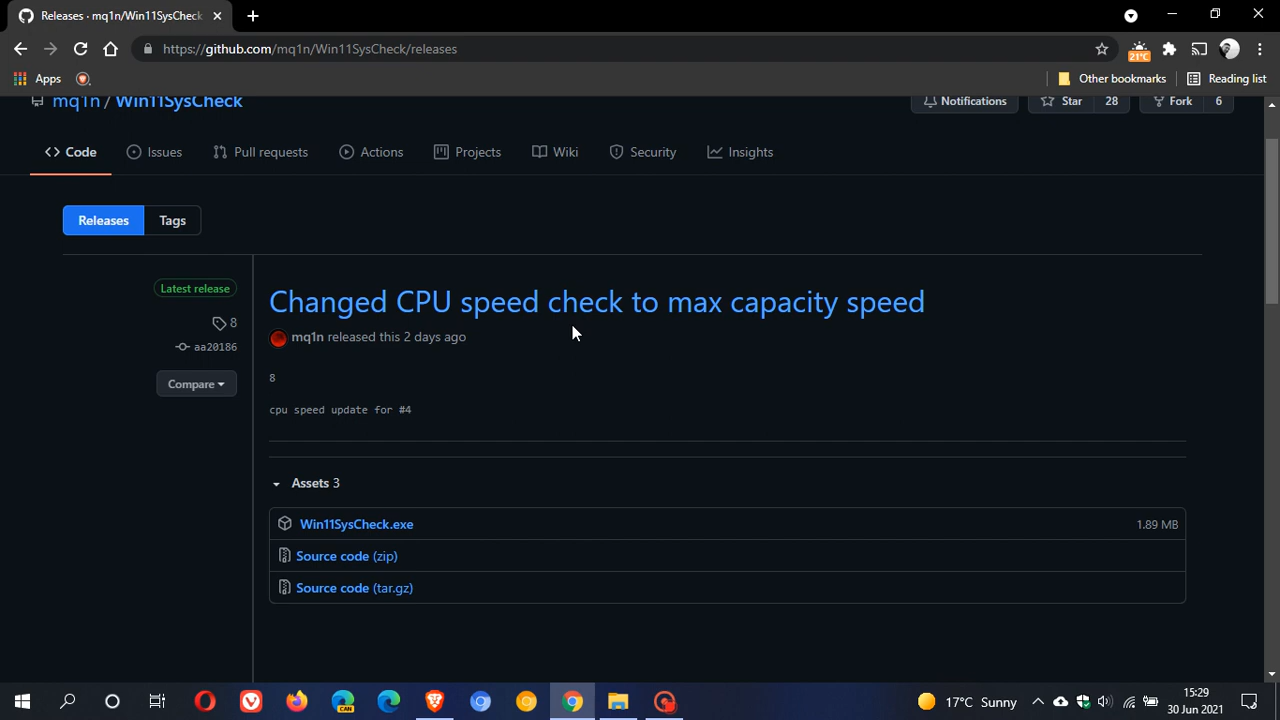 Releases · mq1n/Win11SysCheck
https://github.com/mq1n/Win11SysCheck/releases
21°C
Apps
Other bookmarks
Reading list
mq1n / Win11SysCheck
Notifications
Star 28
Fork 6
Code
Issues
Pull requests
Actions
Projects
Wiki
Security
Insights
Releases
Tags
Latest release
8
aa20186
Compare
Changed CPU speed check to max capacity speed
mq1n released this 2 days ago
8
cpu speed update for #4
Assets 3
Win11SysCheck.exe 1.89 MB
Source code (zip)
Source code (tar.gz)
CAN
17°C Sunny
15:29
30 Jun 2021